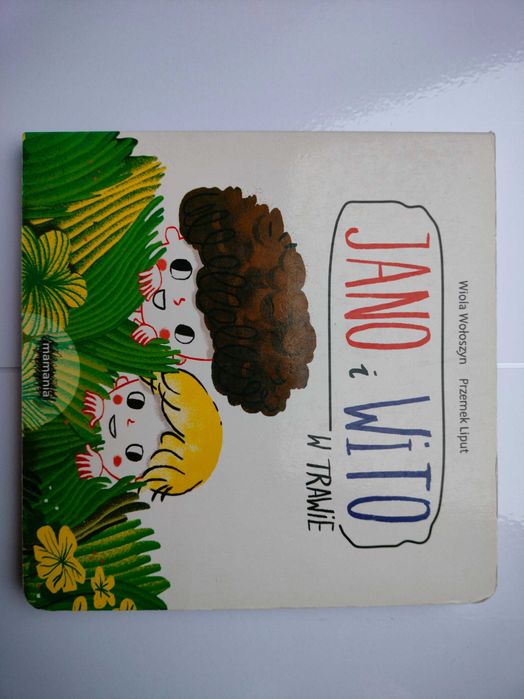 Wiola Wołoszyn Przemek Liput
JANO
i WITO
W TRAWIE
mamania